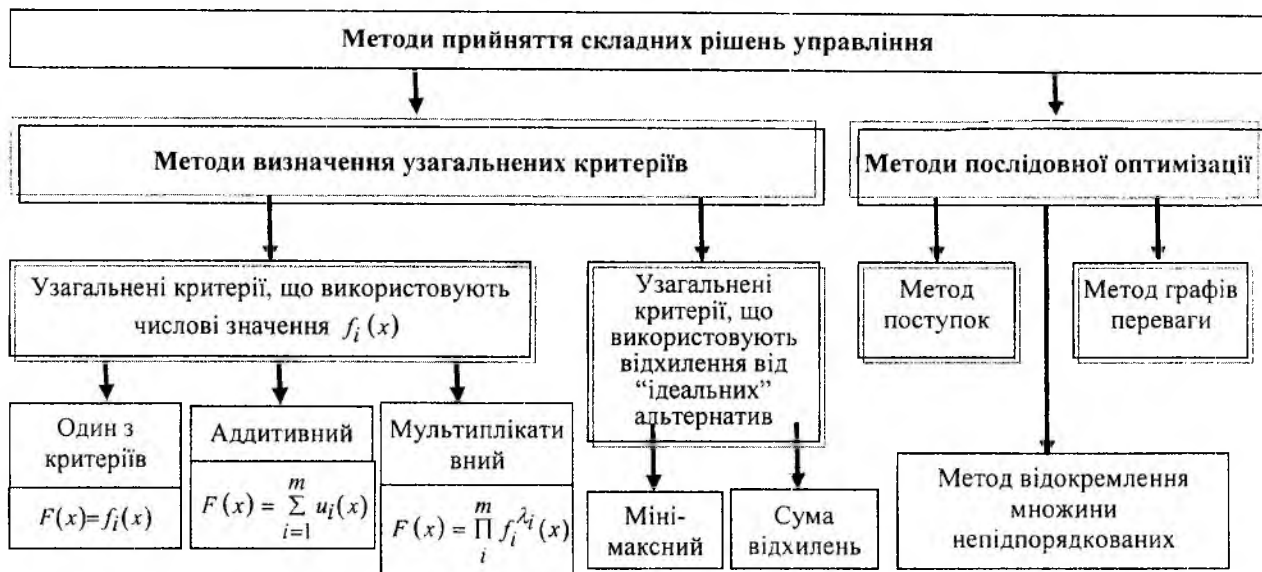 Методи прийняття складних рішень управління
Методи визначення узагальнених критеріїв
Методи послідовної оптимізації
Узагальнені критерії, що використовують
числові значення f_i (x)
Узагальнені
критерії, що
використовують
відхилення від
“ідеальних”
альтернатив
Метод
поступок
Метод графів
переваги
Один з
критеріїв
F(x)=f_i(x)
Аддитивний
F(x) = ∑_{i=1}^{m} u_i(x)
Мультиплікати
вний
F(x) = ∏_{i}^{m} f_i^{λ_i}(x)
Міні-
максний
Сума
відхилень
Метод відокремлення
множини
непідпорядкованих